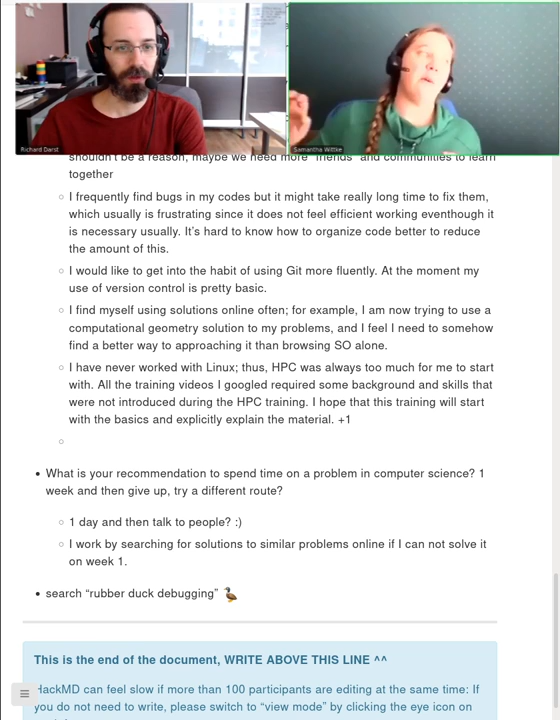 Richard Darst
Samantha Wittke
shouldn't be a reason, maybe we need more "friends" and communities to learn
together
I frequently find bugs in my codes but it might take really long time to fix them,
which usually is frustrating since it does not feel efficient working eventhough it
is necessary usually. It's hard to know how to organize code better to reduce
the amount of this.
I would like to get into the habit of using Git more fluently. At the moment my
use of version control is pretty basic.
I find myself using solutions online often; for example, I am now trying to use a
computational geometry solution to my problems, and I feel I need to somehow
find a better way to approaching it than browsing SO alone.
I have never worked with Linux; thus, HPC was always too much for me to start
with. All the training videos I googled required some background and skills that
were not introduced during the HPC training. I hope that this training will start
with the basics and explicitly explain the material. +1
What is your recommendation to spend time on a problem in computer science? 1
week and then give up, try a different route?
1 day and then talk to people? :)
I work by searching for solutions to similar problems online if I can not solve it
on week 1.
search “rubber duck debugging” 🦆
This is the end of the document, WRITE ABOVE THIS LINE ^^
HackMD can feel slow if more than 100 participants are editing at the same time: If
you do not need to write, please switch to “view mode” by clicking the eye icon on